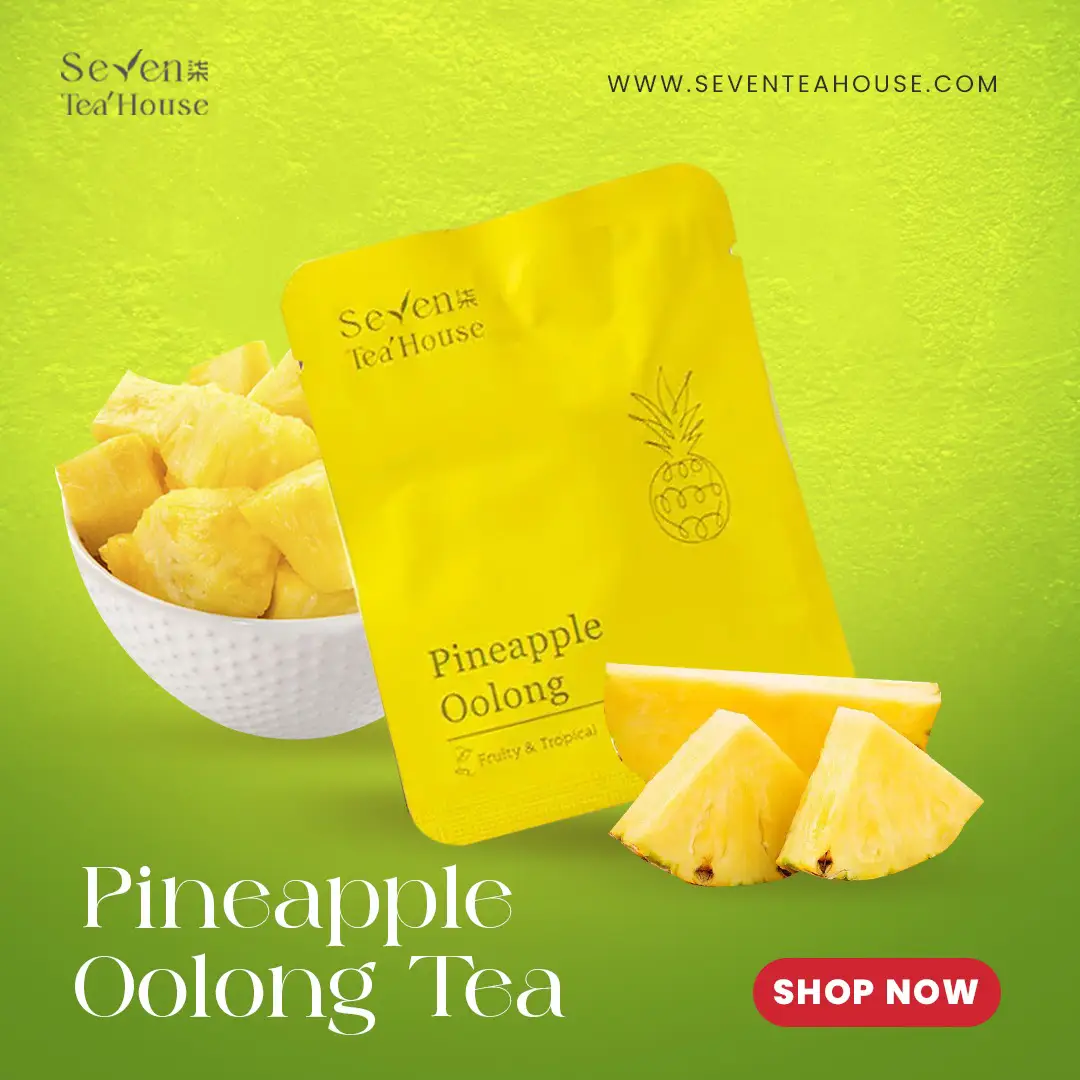 Seven柒
Tea'House
WWW.SEVENTEAHOUSE.COM
Seven柒
Tea'House
Pineapple
Oolong
Fruity & Tropical
Pineapple
Oolong Tea
SHOP NOW